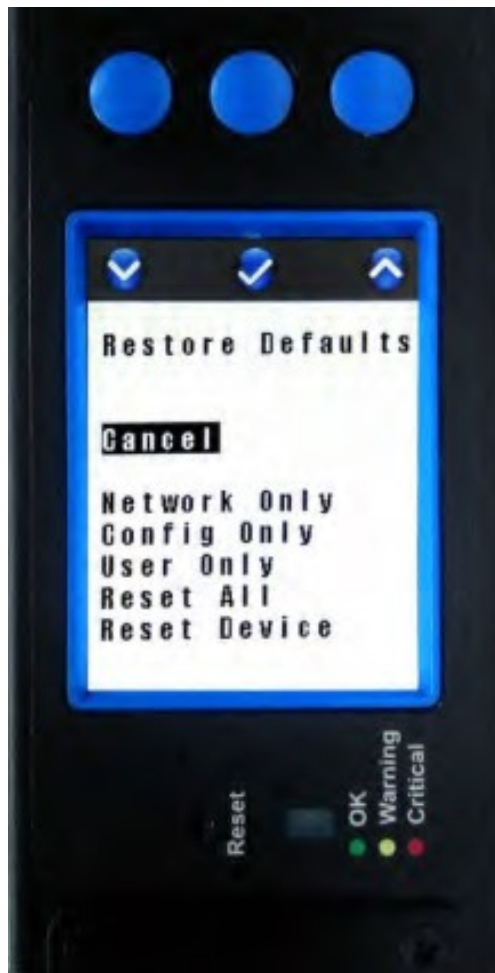 Restore Defaults
Cancel
Network Only
Config Only
User Only
Reset All
Reset Device
Reset
OK
Warning
Critical